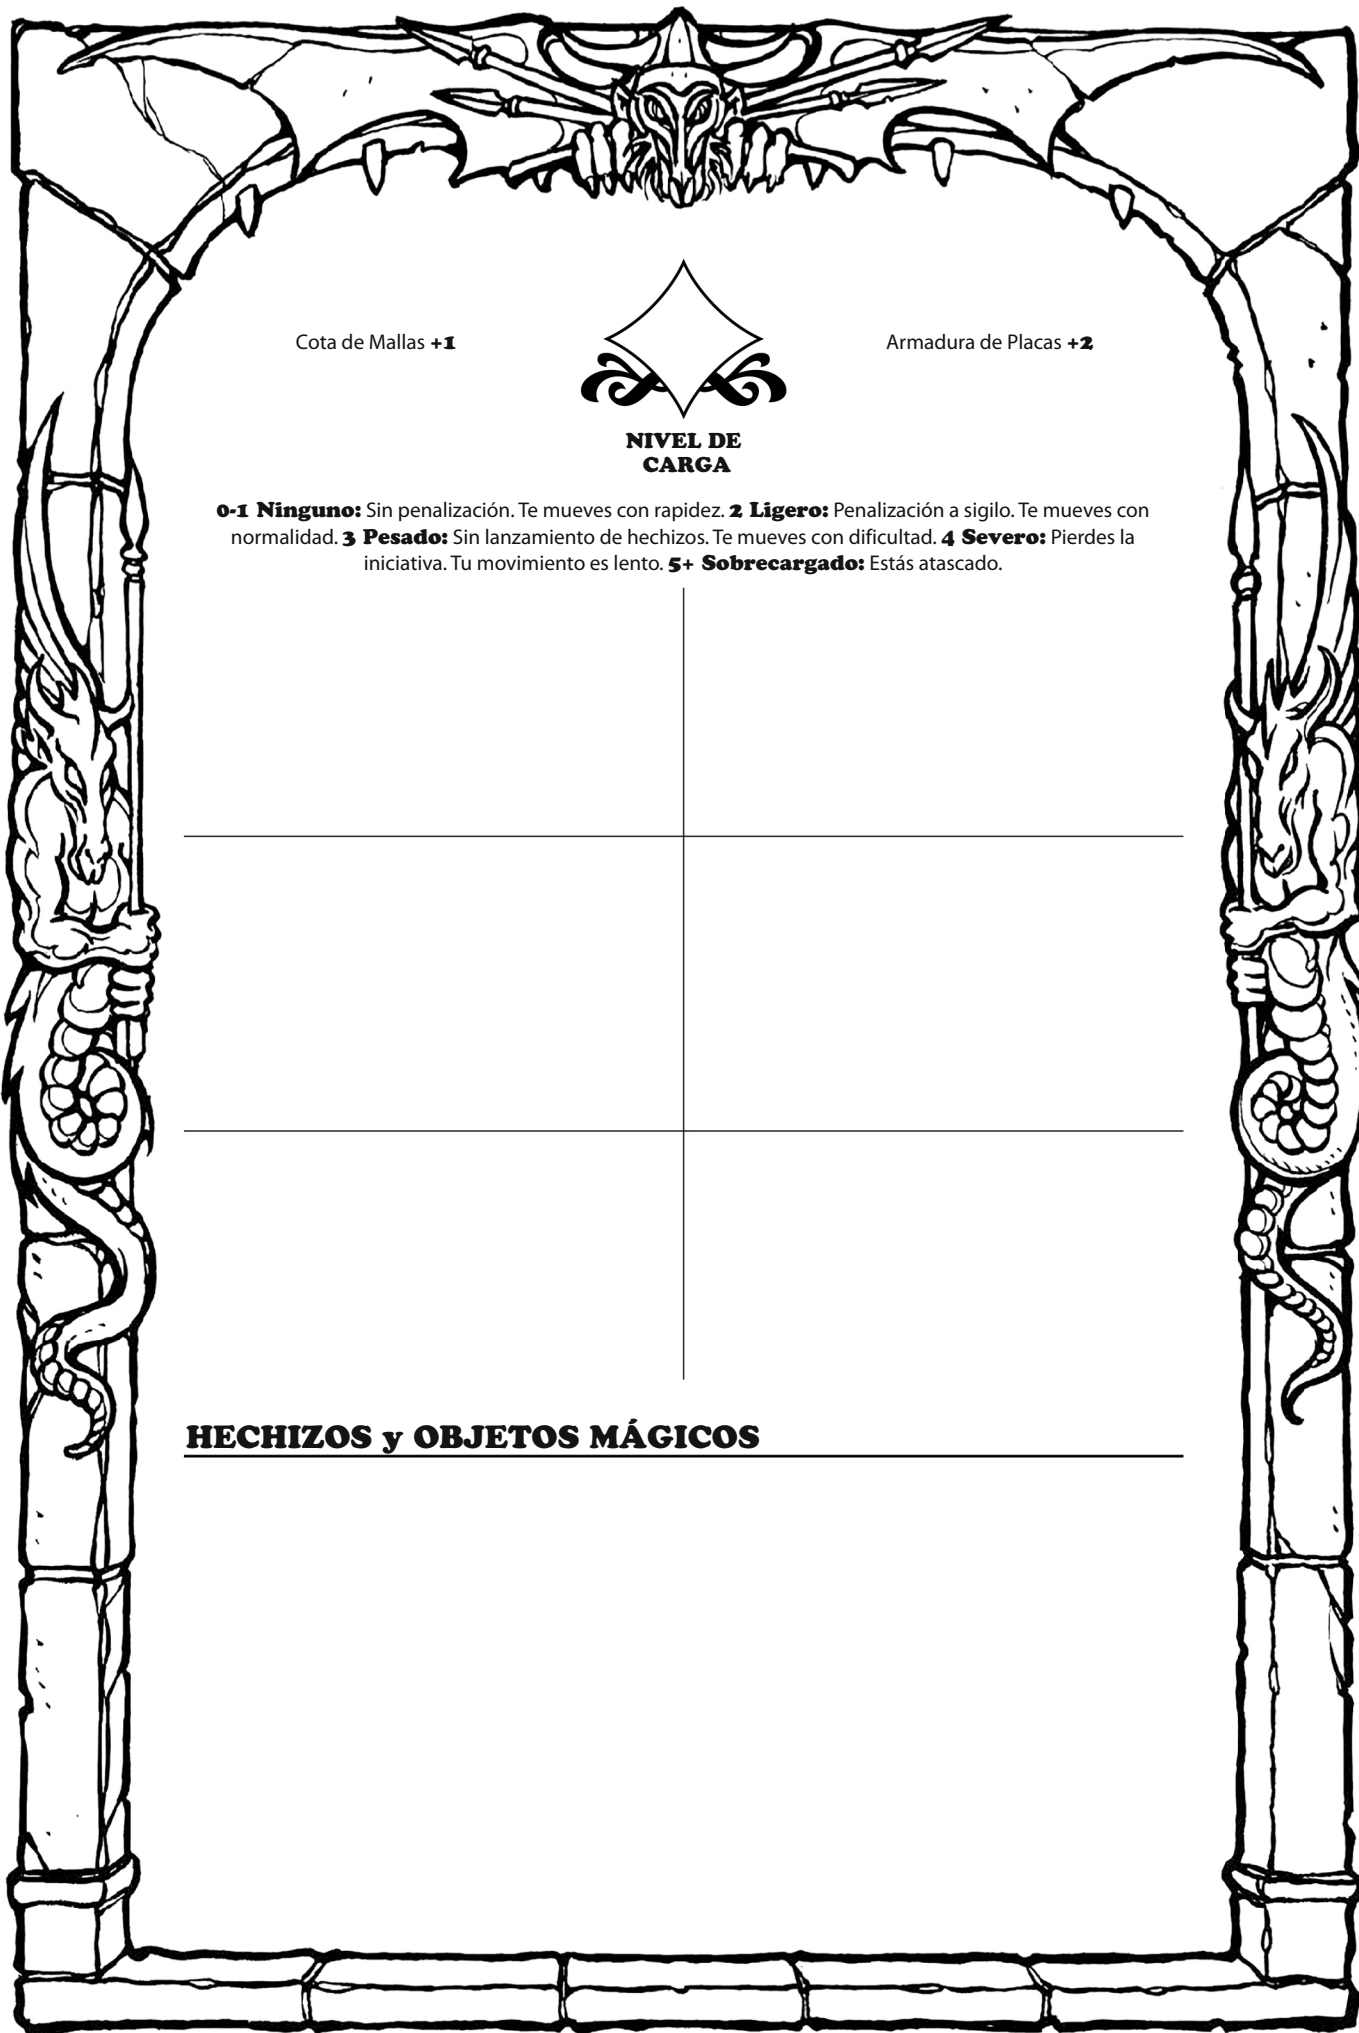 Cota de Mallas +1
Armadura de Placas +2
NIVEL DE
CARGA
0-1 Ninguno: Sin penalización. Te mueves con rapidez. 2 Ligero: Penalización a sigilo. Te mueves con
normalidad. 3 Pesado: Sin lanzamiento de hechizos. Te mueves con dificultad. 4 Severo: Pierdes la
iniciativa. Tu movimiento es lento. 5+ Sobrecargado: Estás atascado.
HECHIZOS y OBJETOS MÁGICOS